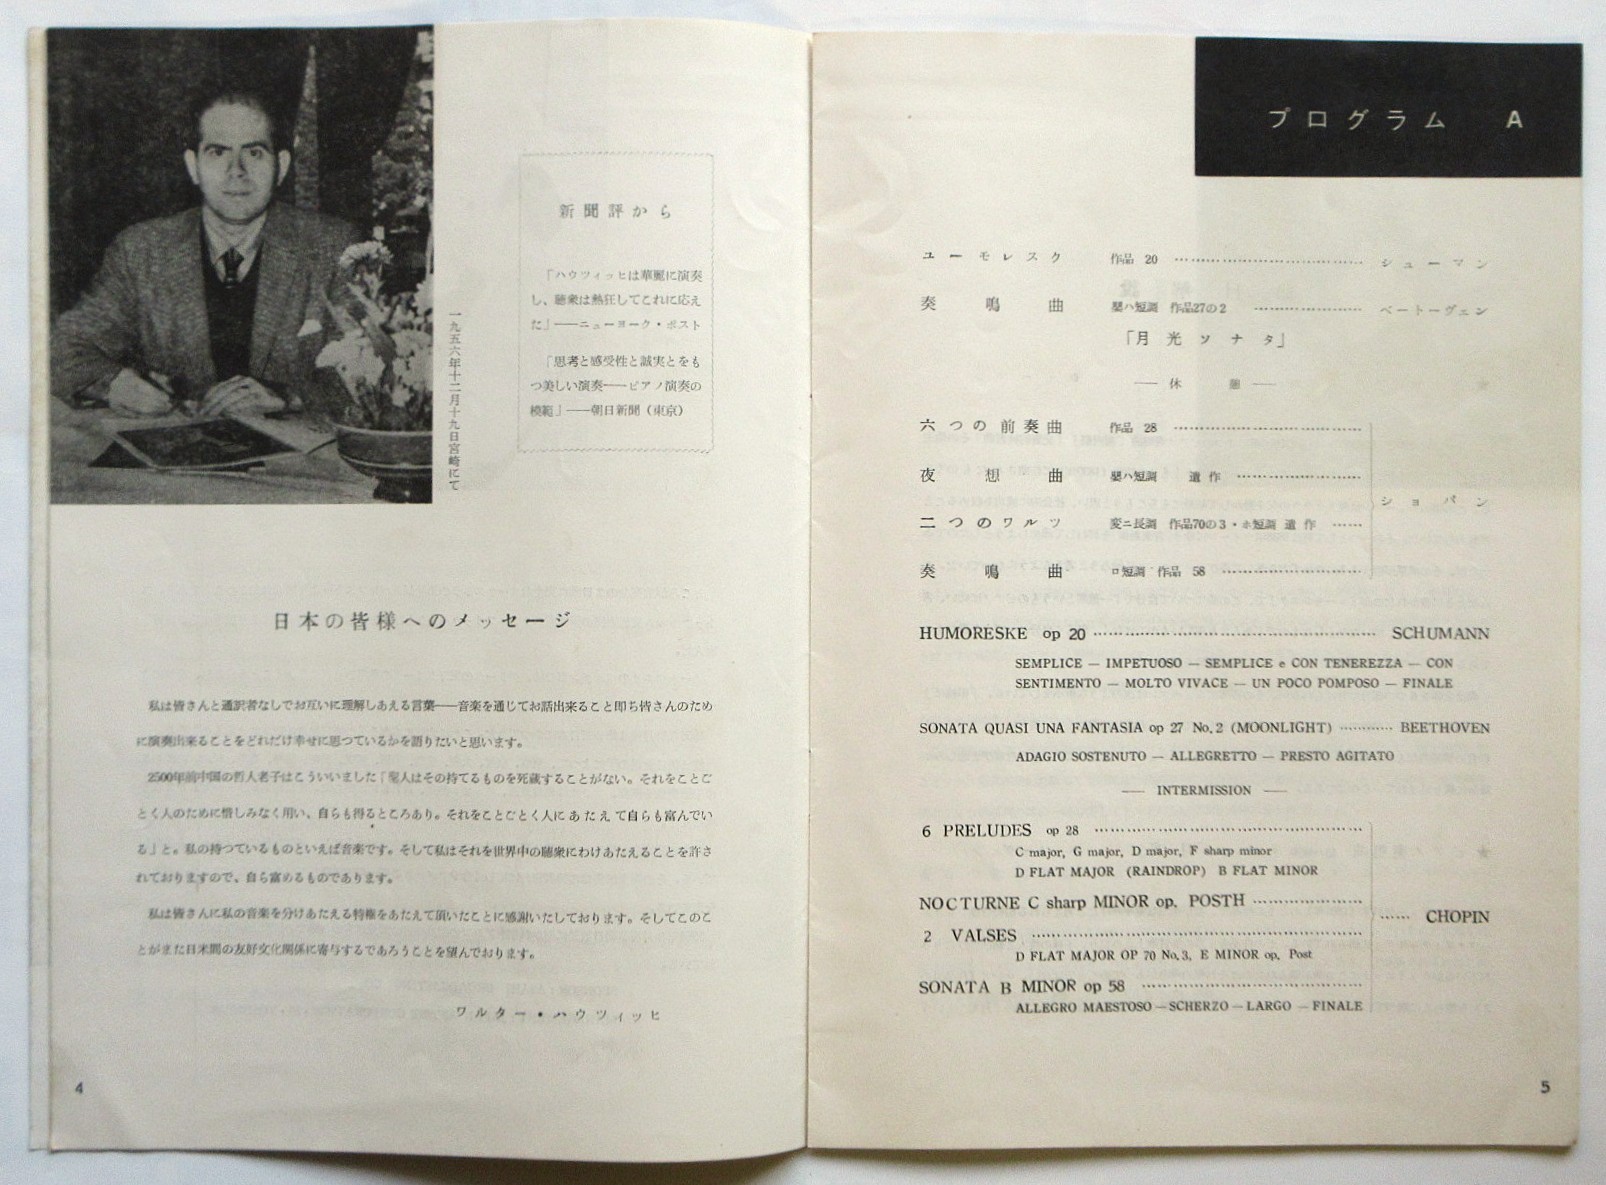 新聞評から
「ハウツィッヒは華麗に演奏
し、聴衆は熱狂してこれに応え
た」――ニューヨーク・ポスト
「思考と感受性と誠実とをも
つ美しい演奏――ピアノ演奏の
模範」――朝日新聞（東京）
一九五六年十二月十九日宮崎にて
日本の皆様へのメッセージ
私は皆さんと通訳者なしでお互いに理解しあえる言葉――音楽を通じてお話出来ること即ち皆さんのため
に演奏出来ることをどれだけ幸せに思つているかを語りたいと思います。
2500年前中国の哲人老子はこういいました「聖人はその持てるものを死蔵することがない。それをことご
とく人のために惜しみなく用い、自らも得るところあり。それをことごとく人にあたえて自らも富んでい
る」と。私の持つているものといえば音楽です。そして私はそれを世界中の聴衆にわけあたえることを許さ
れておりますので、自ら富めるものであります。
私は皆さんに私の音楽を分けあたえる特権をあたえて頂いたことに感謝いたしております。そしてこのこ
とがまた日米間の友好文化関係に寄与するであろうことを望んでおります。
ワルター・ハウツィッヒ
4
プログラム A
ユーモレスク 作品 20 ………… シューマン
奏鳴曲 嬰ハ短調 作品27の2 ………… ベートーヴェン
「月光ソナタ」
―― 休憩 ――
六つの前奏曲 作品 28 …………
夜想曲 嬰ハ短調 遺作 …………
ショパン
二つのワルツ 変ニ長調 作品70の3・ホ短調 遺作 ……
奏鳴曲 ロ短調 作品 58 …………
HUMORESKE op 20 ………… SCHUMANN
SEMPLICE — IMPETUOSO — SEMPLICE e CON TENEREZZA — CON
SENTIMENTO — MOLTO VIVACE — UN POCO POMPOSO — FINALE
SONATA QUASI UNA FANTASIA op 27 No. 2 (MOONLIGHT) ………… BEETHOVEN
ADAGIO SOSTENUTO — ALLEGRETTO — PRESTO AGITATO
—— INTERMISSION ——
6 PRELUDES op 28 …………
C major, G major, D major, F sharp minor
D FLAT MAJOR (RAINDROP) B FLAT MINOR
NOCTURNE C sharp MINOR op. POSTH …………
…… CHOPIN
2 VALSES …………
D FLAT MAJOR OP 70 No. 3, E MINOR op. Post
SONATA B MINOR op 58 …………
ALLEGRO MAESTOSO — SCHERZO — LARGO — FINALE
5